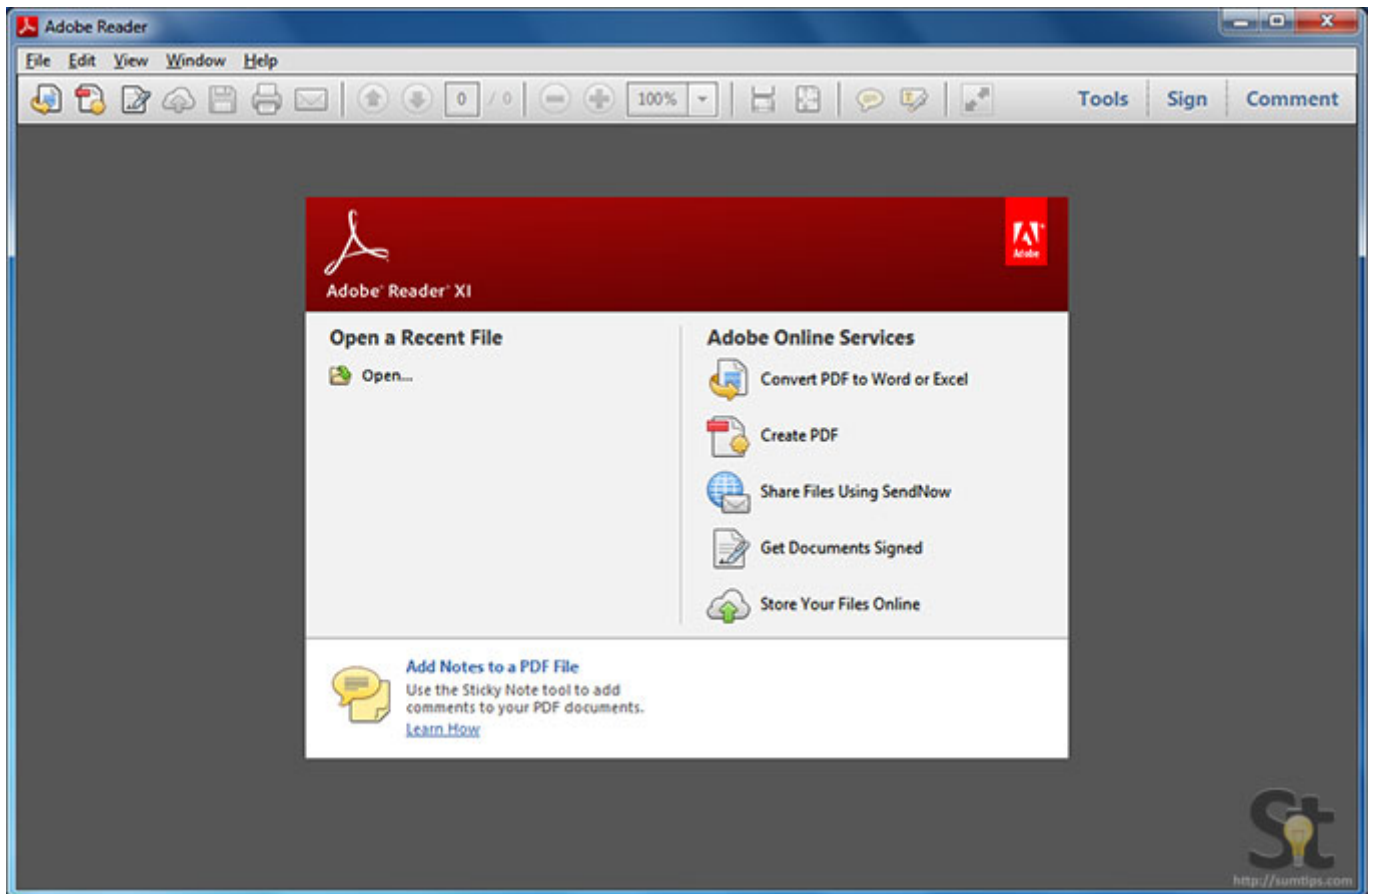 Adobe Reader
File Edit View Window Help
0 / 0 100% Tools Sign Comment
Adobe
Adobe® Reader® XI
Open a Recent File
Open...
Adobe Online Services
Convert PDF to Word or Excel
Create PDF
Share Files Using SendNow
Get Documents Signed
Store Your Files Online
Add Notes to a PDF File
Use the Sticky Note tool to add
comments to your PDF documents.
Learn How
St
http://sumtips.com